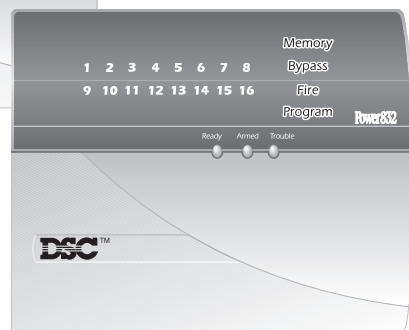 Memory
1 2 3 4 5 6 7 8 Bypass
9 10 11 12 13 14 15 16 Fire
Program Power832
Ready Armed Trouble
DSC™